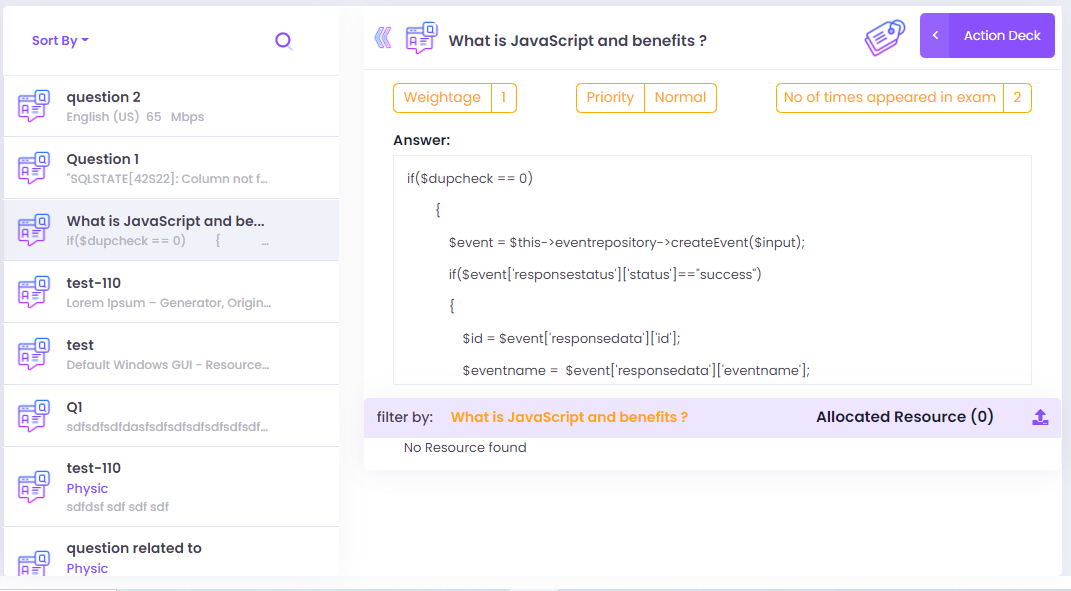 Sort By
question 2
English (US) 65 Mbps
Question 1
"SQLSTATE[42S22]: Column not f...
What is JavaScript and be...
if($dupcheck == 0) { ...
test-110
Lorem Ipsum – Generator, Origin...
test
Default Windows GUI - Resource...
Q1
sdfsdfsdfdasfsdfsdfsdfsdfsdfsdf...
test-110
Physic
sdfdsf sdf sdf sdf
question related to
Physic
What is JavaScript and benefits ?
Action Deck
Weightage 1
Priority Normal
No of times appeared in exam 2
Answer:
if($dupcheck == 0)
{
$event = $this->eventrepository->createEvent($input);
if($event['responsestatus']['status']=="success")
{
$id = $event['responsedata']['id'];
$eventname = $event['responsedata']['eventname'];
filter by: What is JavaScript and benefits ? Allocated Resource (0)
No Resource found